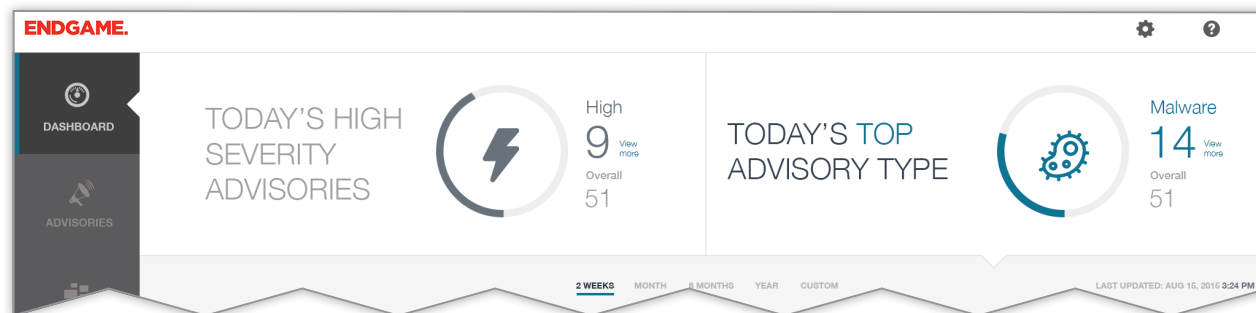 ENDGAME.
DASHBOARD
ADVISORIES
TODAY'S HIGH
SEVERITY
ADVISORIES
High
9 View
more
Overall
51
TODAY'S TOP
ADVISORY TYPE
Malware
14 View
more
Overall
51
2 WEEKS MONTH 6 MONTHS YEAR CUSTOM
LAST UPDATED: AUG 15, 2015 3:24 PM